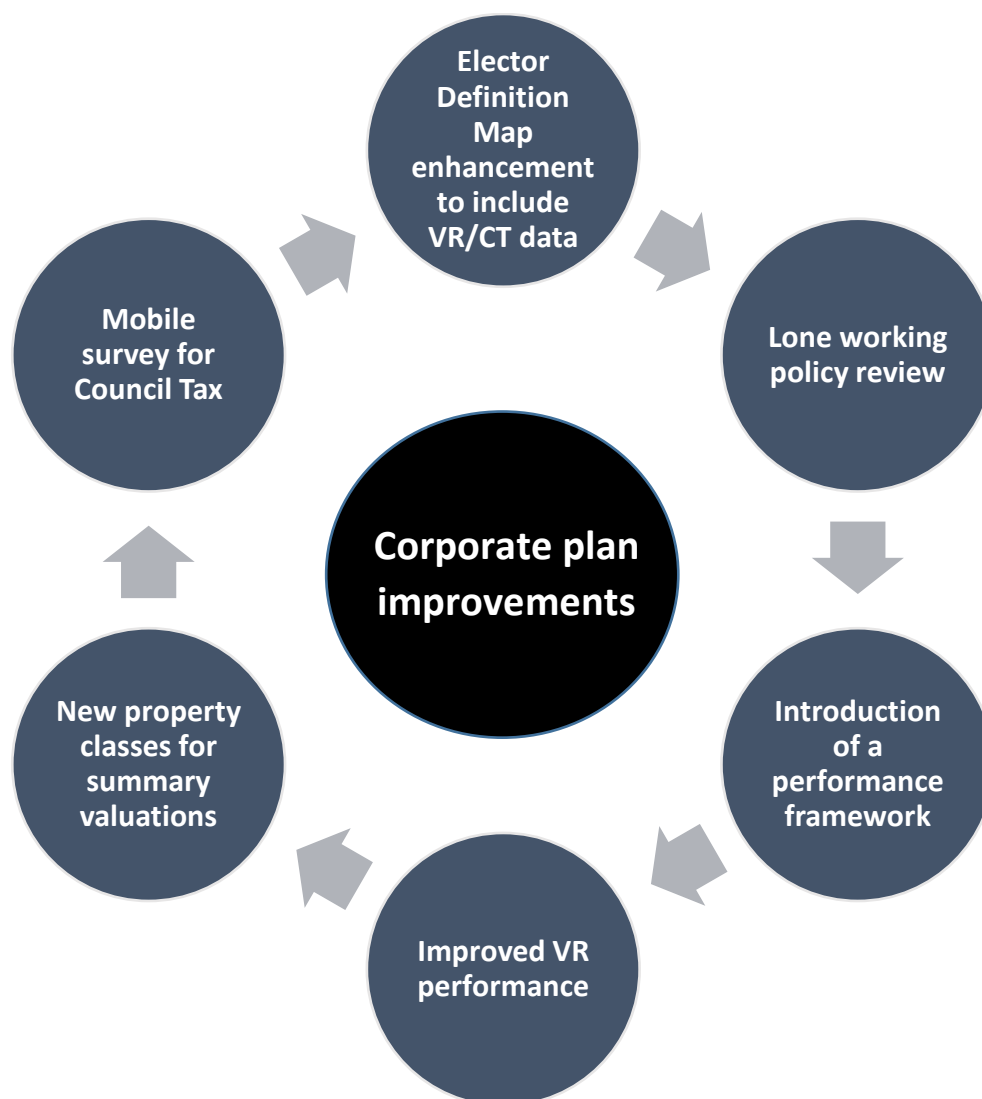 Elector
Definition
Map
enhancement
to include
VR/CT data
Lone working
policy review
Introduction
of a
performance
framework
Improved VR
performance
New property
classes for
summary
valuations
Mobile
survey for
Council Tax
Corporate plan
improvements